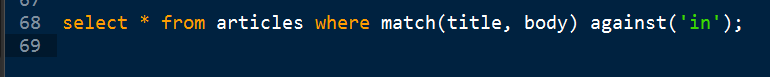 68 select * from articles where match(title, body) against('in');
69